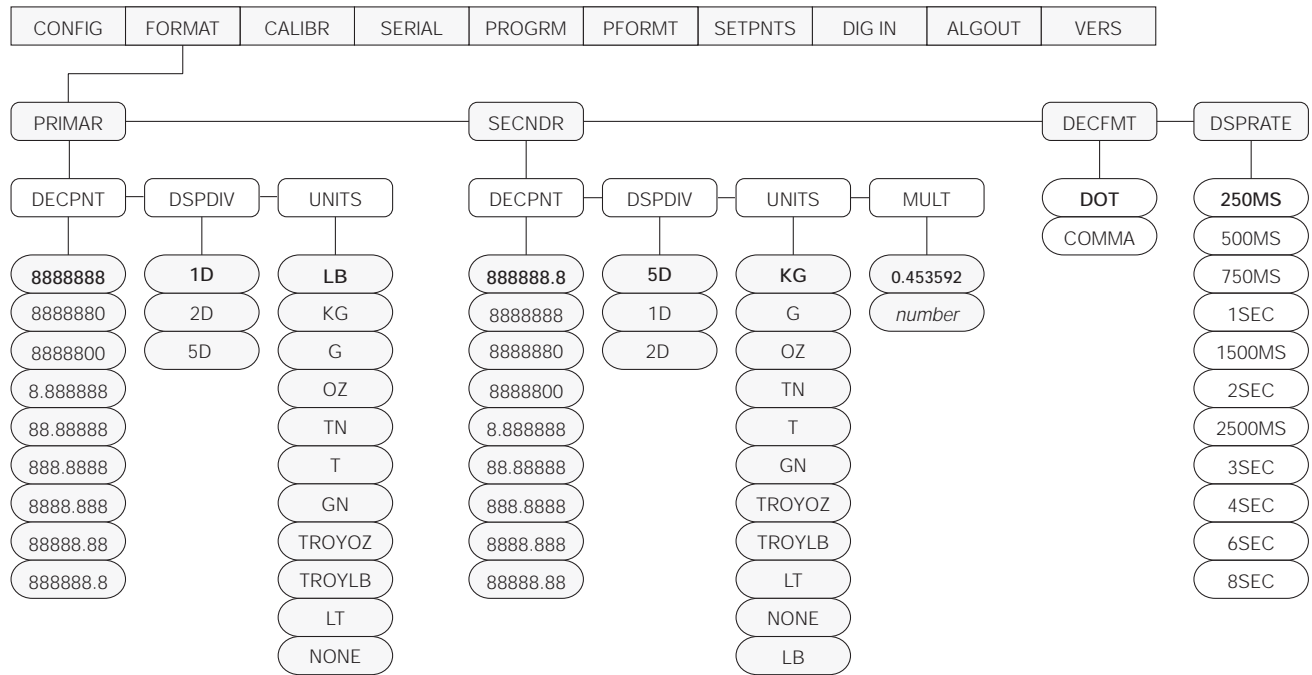 CONFIG FORMAT CALIBR SERIAL PROGRM PFORMT SETPNTS DIG IN ALGOUT VERS
PRIMAR SECNDR DECFMT DSPRATE
DECPNT DSPDIV UNITS DECPNT DSPDIV UNITS MULT DOT 250MS
COMMA 500MS
8888888 1D LB 888888.8 5D KG 0.453592 750MS
8888880 2D KG 8888888 1D G number 1SEC
8888800 5D G 8888880 2D OZ 1500MS
8.888888 OZ 8888800 TN 2SEC
88.88888 TN 8.888888 T 2500MS
888.8888 T 88.88888 GN 3SEC
8888.888 GN 888.8888 TROYOZ 4SEC
88888.88 TROYOZ 8888.888 TROYLB 6SEC
888888.8 TROYLB 88888.88 LT 8SEC
LT NONE
NONE LB